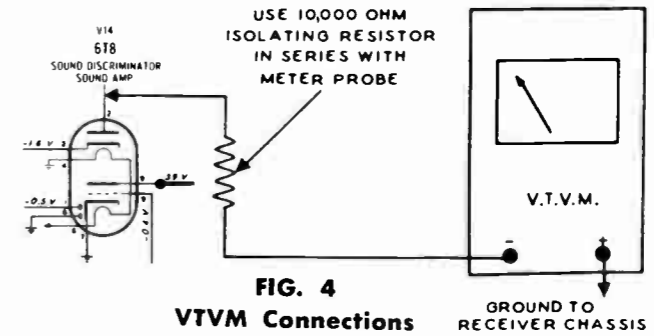 V14
6T8
SOUND DISCRIMINATOR
SOUND AMP
USE 10,000 OHM
ISOLATING RESISTOR
IN SERIES WITH
METER PROBE
-1.6 V
39 V
-0.5 V
V.T.V.M.
-
+
FIG. 4
VTVM Connections
GROUND TO
RECEIVER CHASSIS